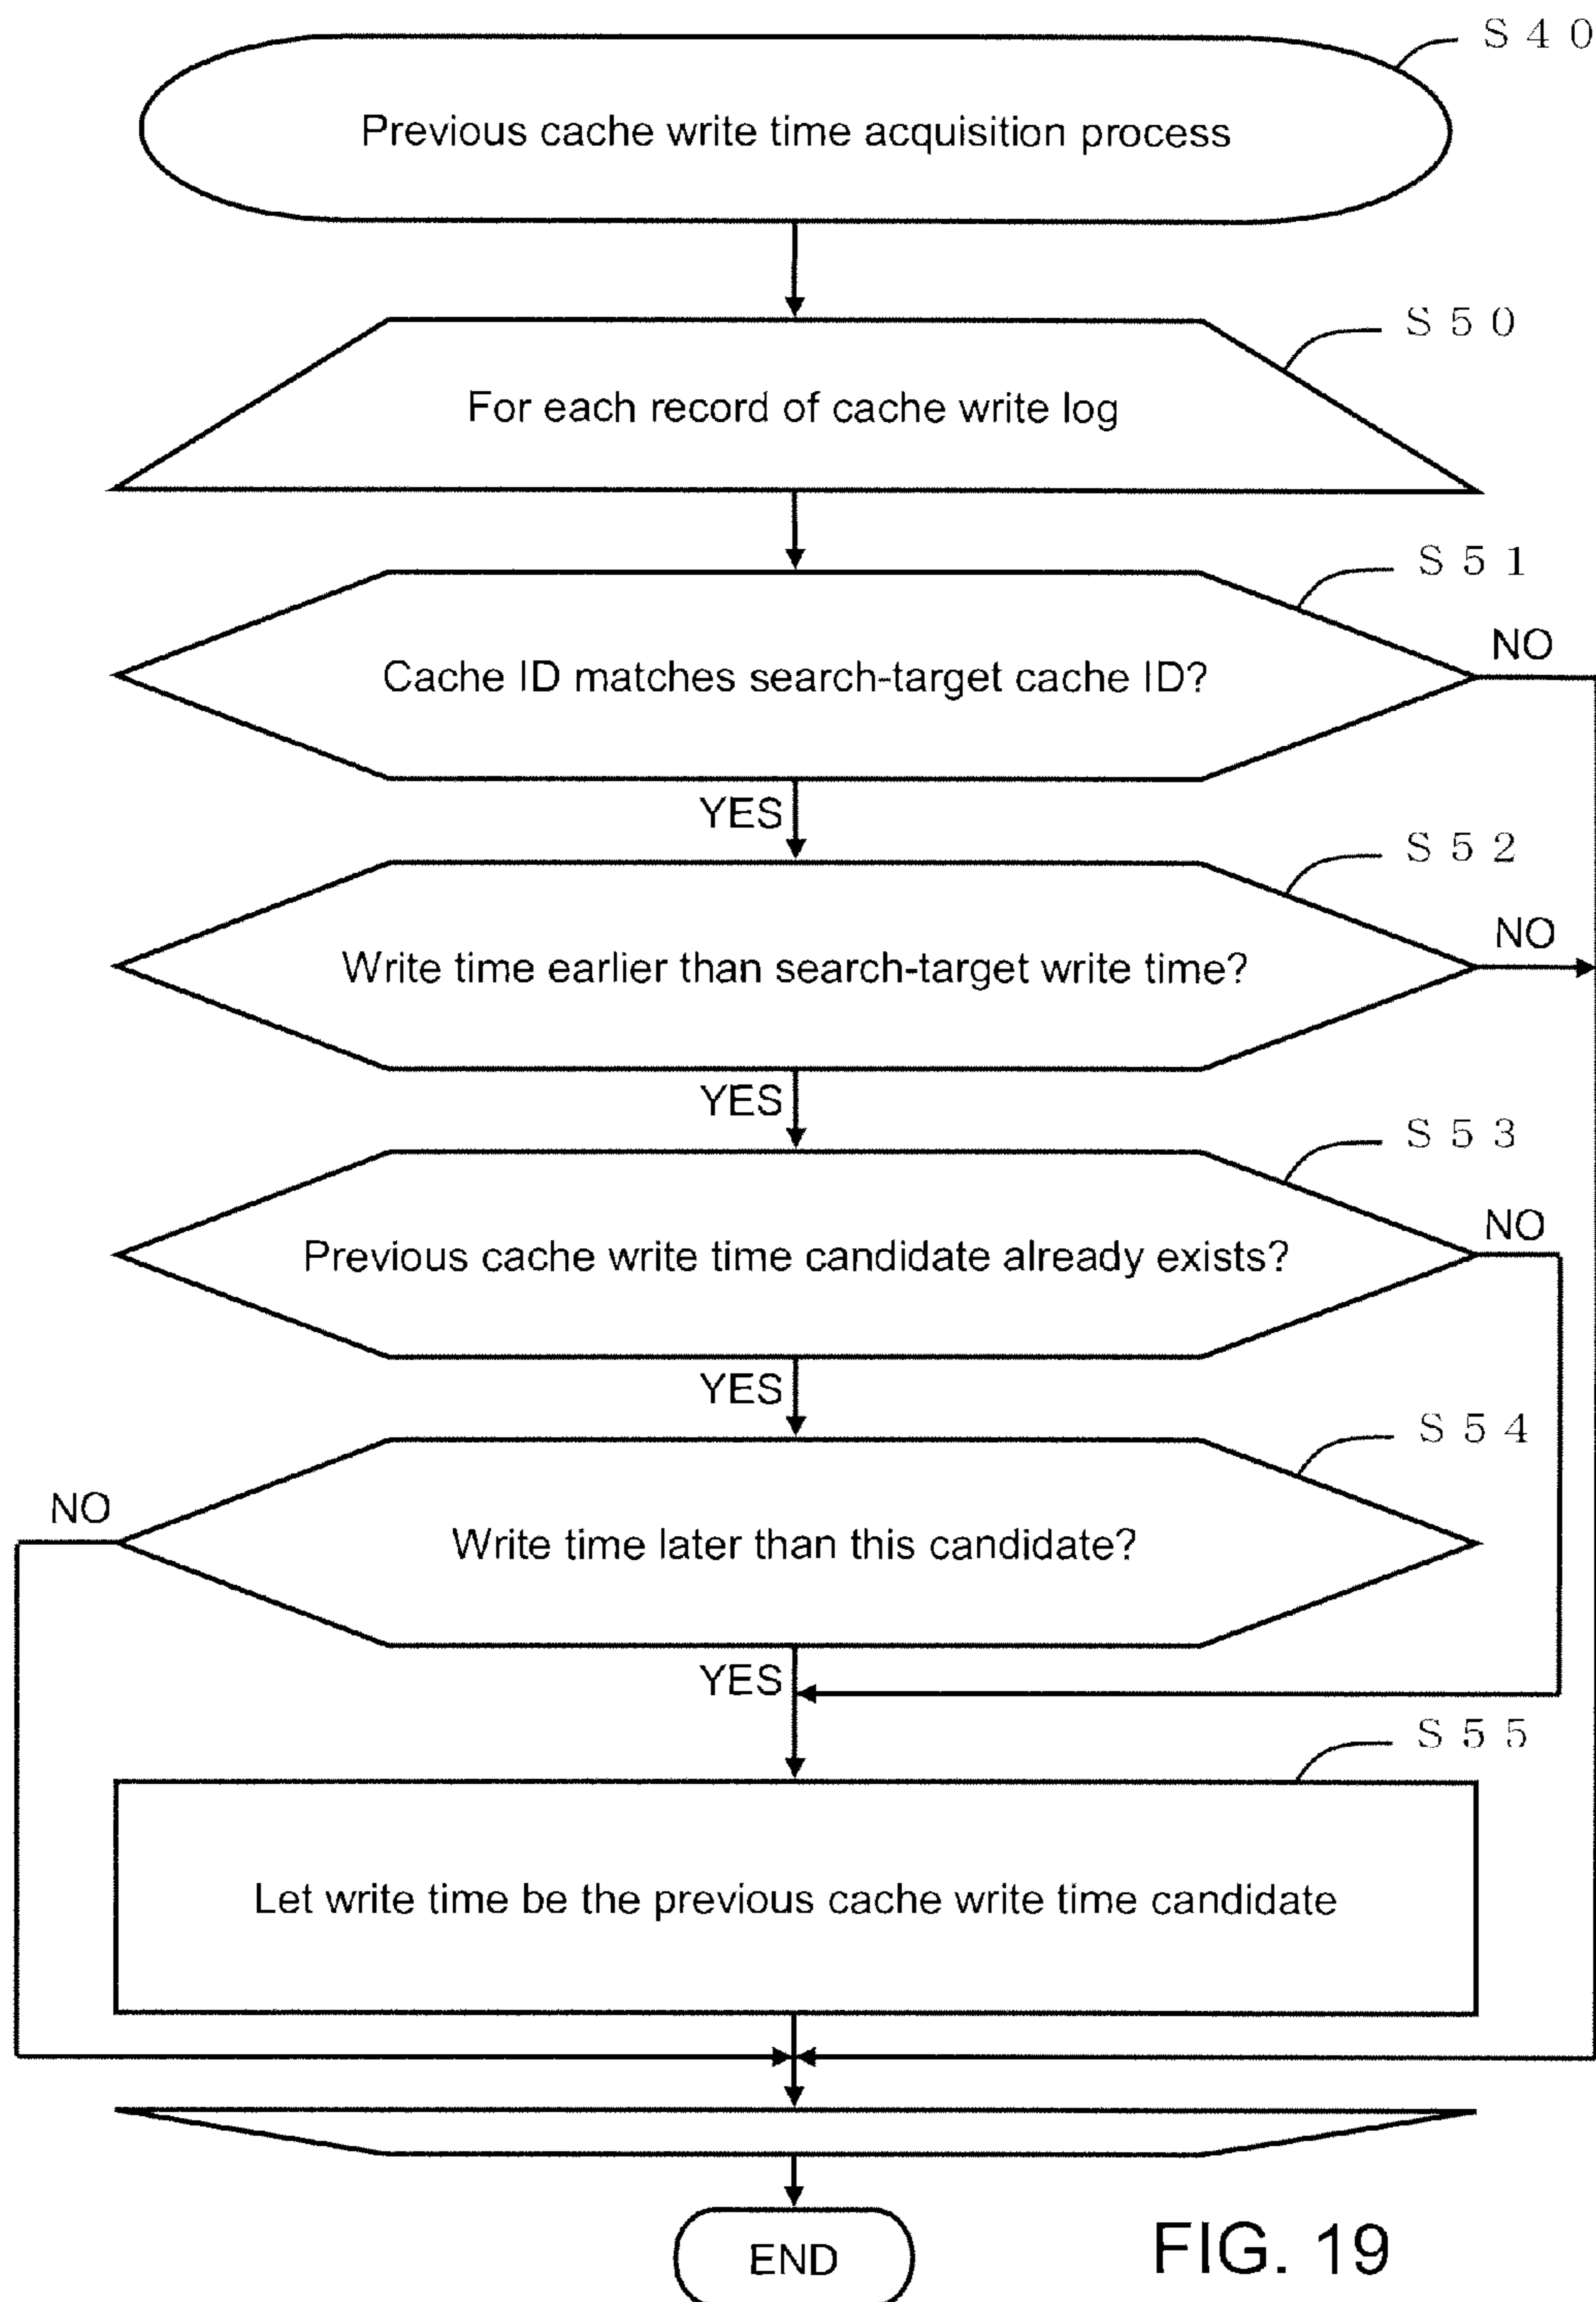 S40
Previous cache write time acquisition process
S50
For each record of cache write log
S51
Cache ID matches search-target cache ID?
NO
YES
S52
Write time earlier than search-target write time?
NO
YES
S53
Previous cache write time candidate already exists?
NO
YES
S54
NO
Write time later than this candidate?
YES
S55
Let write time be the previous cache write time candidate
END
FIG. 19